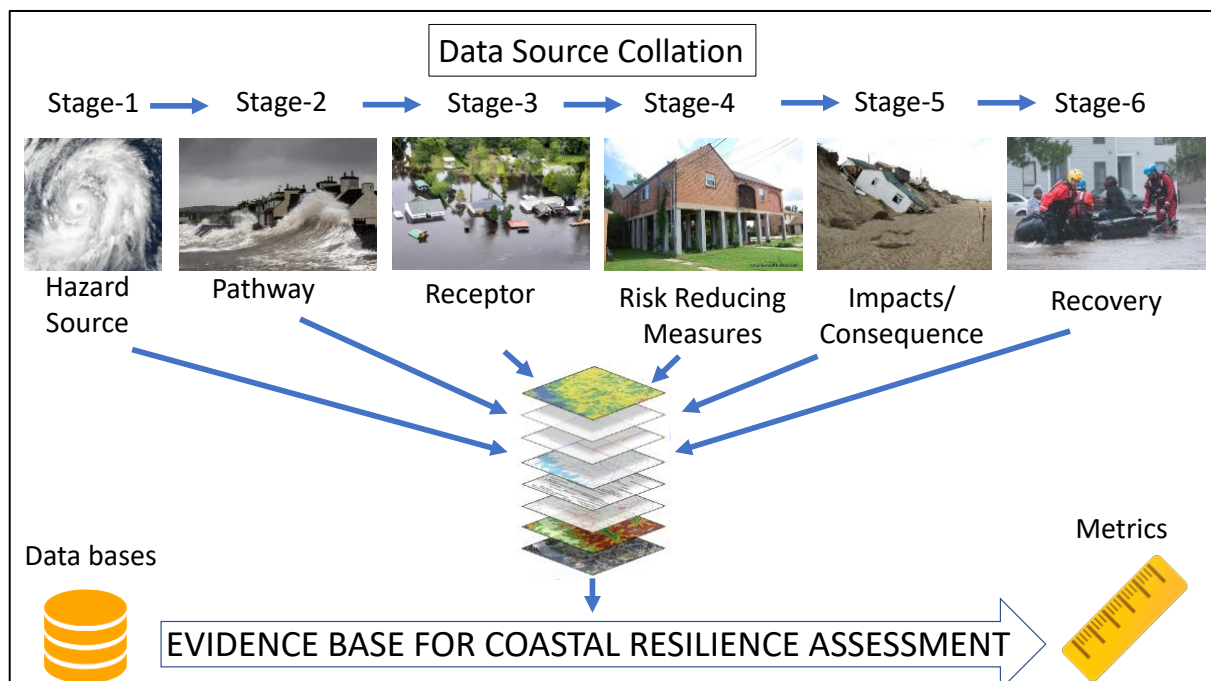 Data Source Collation
Stage-1
Stage-2
Stage-3
Stage-4
Stage-5
Stage-6
Hazard
Source
Pathway
Receptor
Risk Reducing
Measures
Impacts/
Consequence
Recovery
Data bases
Metrics
EVIDENCE BASE FOR COASTAL RESILIENCE ASSESSMENT